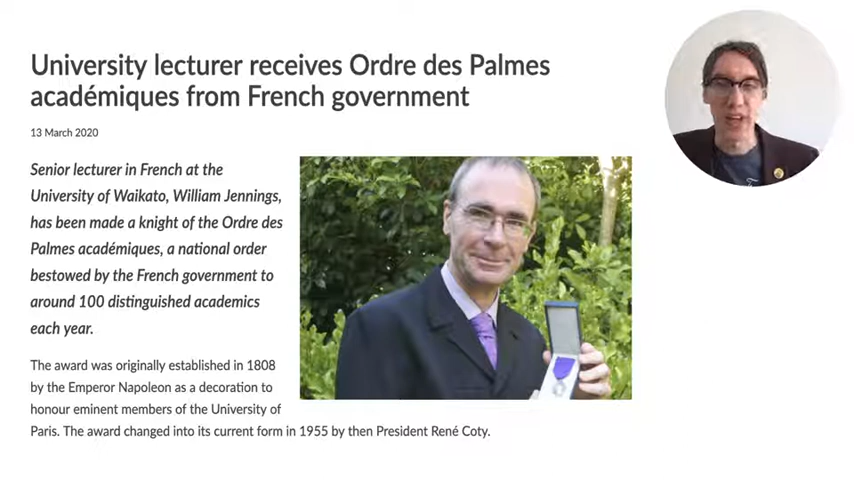 University lecturer receives Ordre des Palmes
académiques from French government
13 March 2020
Senior lecturer in French at the
University of Waikato, William Jennings,
has been made a knight of the Ordre des
Palmes académiques, a national order
bestowed by the French government to
around 100 distinguished academics
each year.
The award was originally established in 1808
by the Emperor Napoleon as a decoration to
honour eminent members of the University of
Paris. The award changed into its current form in 1955 by then President René Coty.